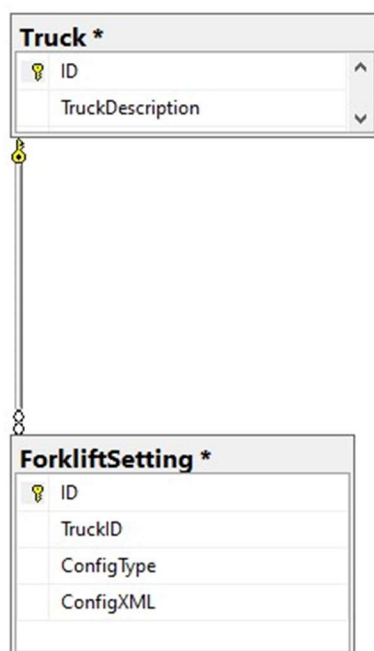 Truck *
ID
TruckDescription
ForkliftSetting *
ID
TruckID
ConfigType
ConfigXML